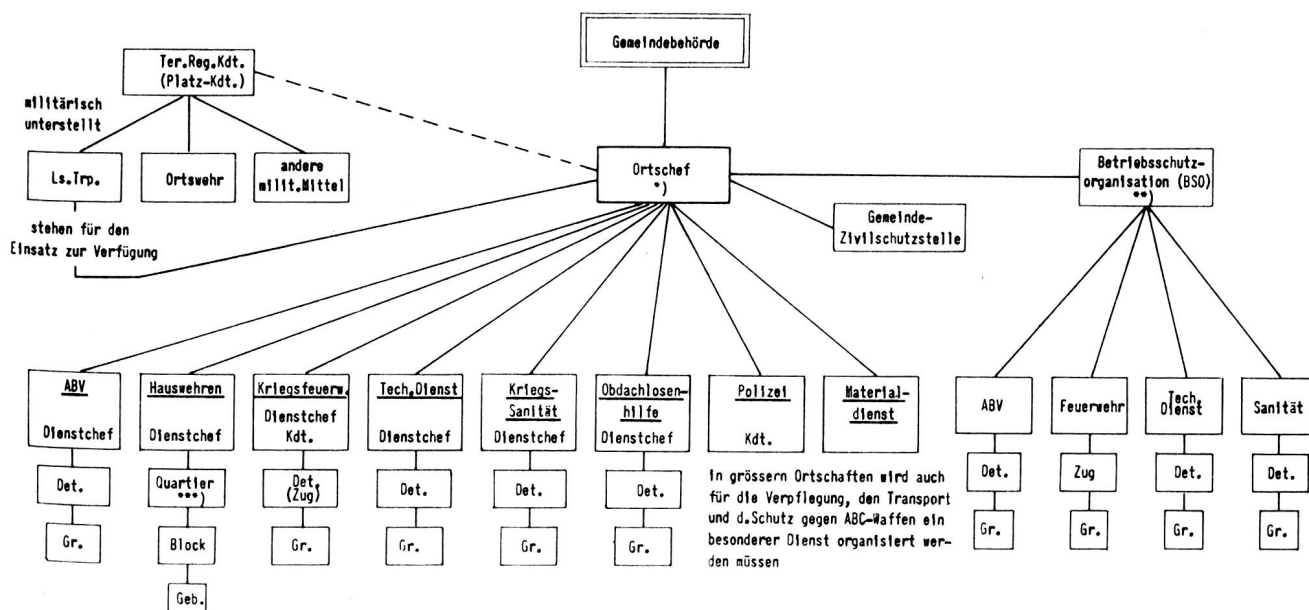 Gemeindebehörde
Ter.Reg.Kdt.
(Platz-Kdt.)
militärisch
unterstellt
Ls.Trp.
Ortswehr
andere
milit.Mittel
stehen für den
Einsatz zur Verfügung
Ortschef
*)
Gemeinde-
Zivilschutzstelle
Betriebsschutz-
organisation (BSO)
**)
ABV
Dienstchef
Det.
Gr.
Hauswehren
Dienstchef
Quartier
***)
Block
Geb.
Kriegsfeuerw.
Dienstchef
Kdt.
Det.
(Zug)
Gr.
Tech.Dienst
Dienstchef
Det.
Gr.
Kriegs-
Sanität
Dienstchef
Det.
Gr.
Obdachlosen-
hilfe
Dienstchef
Det.
Gr.
Polizei
Kdt.
Material-
dienst
In grössern Ortschaften wird auch
für die Verpflegung, den Transport
und d.Schutz gegen ABC-Waffen ein
besonderer Dienst organisiert wer-
den müssen
ABV
Det.
Gr.
Feuerwehr
Zug
Gr.
Tech.
Dienst
Det.
Gr.
Sanität
Det.
Gr.